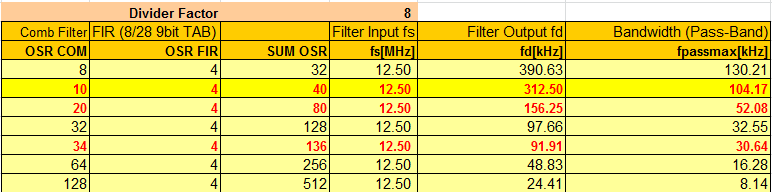 Divider Factor 8
Comb Filter FIR (8/28 9bit TAB) Filter Input fs Filter Output fd Bandwidth (Pass-Band)
OSR COM OSR FIR SUM OSR fs[MHz] fd[kHz] fpassmax[kHz]
8 4 32 12.50 390.63 130.21
10 4 40 12.50 312.50 104.17
20 4 80 12.50 156.25 52.08
32 4 128 12.50 97.66 32.55
34 4 136 12.50 91.91 30.64
64 4 256 12.50 48.83 16.28
128 4 512 12.50 24.41 8.14